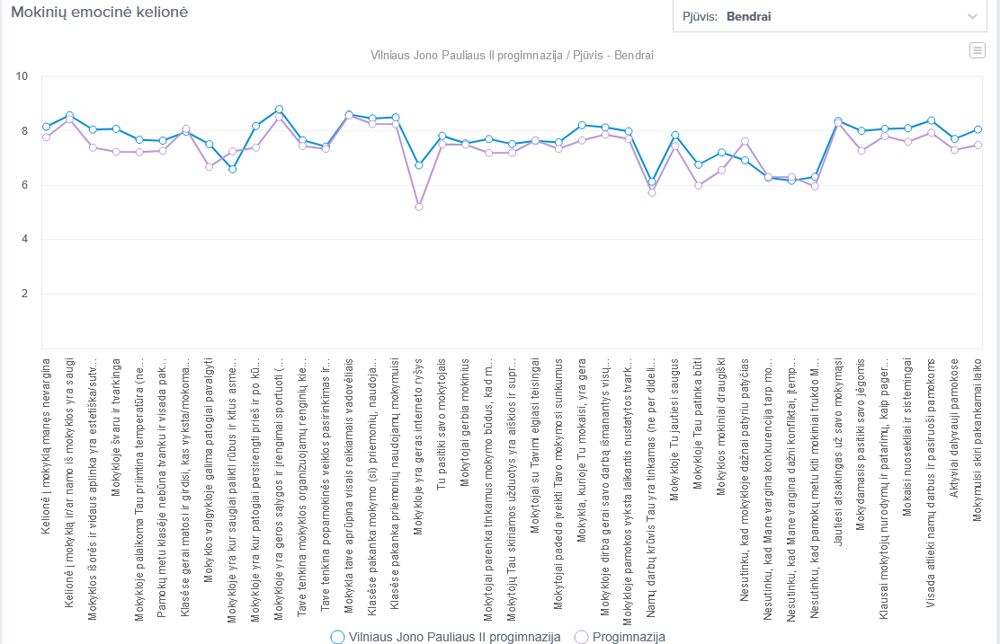 Mokinių emocinė kelionė
Pjūvis: Bendrai
Vilniaus Jono Pauliaus II progimnazija / Pjūvis - Bendrai
10
8
6
4
2
Kelionė į mokyklą manęs nevargina
Kelionė į mokyklą ir/ar namo iš mokyklos yra saugi
Mokyklos išorės ir vidaus aplinka yra estetiška/sutv...
Mokykloje švaru ir tvarkinga
Mokykloje palaikoma Tau priimtina temperatūra (ne...
Pamokų metu klasėje nebūna tvanku ir visada pak...
Klasėse gerai matosi ir girdisi, kas vyksta/mokoma...
Mokyklos valgykloje galima patogiai pavalgyti
Mokykloje yra kur saugiai palikti rūbus ir kitus asme...
Mokykloje yra kur patogiai persirengti prieš ir po kū...
Mokykloje yra geros sąlygos ir įrengimai sportuoti (...
Tave tenkina mokyklos organizuojamų renginių kie...
Tave tenkina popamokinės veiklos pasirinkimas ir...
Mokykla tave aprūpina visais reikiamais vadovėliais
Klasėse pakanka mokymo (si) priemonių, naudoja...
Klasėse pakanka priemonių naudojamų mokymuisi
Mokykloje yra geras interneto ryšys
Tu pasitiki savo mokytojais
Mokytojai gerbia mokinius
Mokytojai parenka tinkamus mokymo būdus, kad m...
Mokytojų Tau skiriamos užduotys yra aiškios ir supr...
Mokytojai su Tavimi elgiasi teisingai
Mokytojai padeda įveikti Tavo mokymosi sunkumus
Mokykla, kurioje Tu mokaisi, yra gera
Mokykloje dirba gerai savo darbą išmanantys visų...
Mokykloje pamokos vyksta laikantis nustatytos tvark...
Namų darbų krūvis Tau yra tinkamas (ne per dideli...
Mokykloje Tu jautiesi saugus
Mokykloje Tau patinka būti
Mokyklos mokiniai draugiški
Nesutinku, kad mokykloje dažnai patyriu patyčias
Nesutinku, kad Mane vargina konkurencija tarp mo...
Nesutinku, kad Mane vargina dažni konfliktai, įtemp...
Nesutinku, kad pamokų metu kiti mokiniai trukdo M...
Jautiesi atsakingas už savo mokymąsi
Mokydamasis pasitiki savo jėgomis
Klausai mokytojų nurodymų ir patarimų, kaip pager...
Mokaisi nuosekliai ir sistemingai
Visada atlieki namų darbus ir pasiruoši pamokoms
Aktyviai dalyvauji pamokose
Mokymuisi skiri pakankamai laiko
Vilniaus Jono Pauliaus II progimnazija
Progimnazija